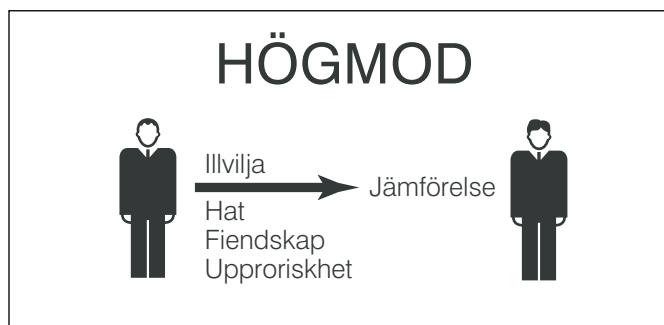 HÖGMOD
Illvilja
Jämförelse
Hat
Fiendskap
Upproriskhet